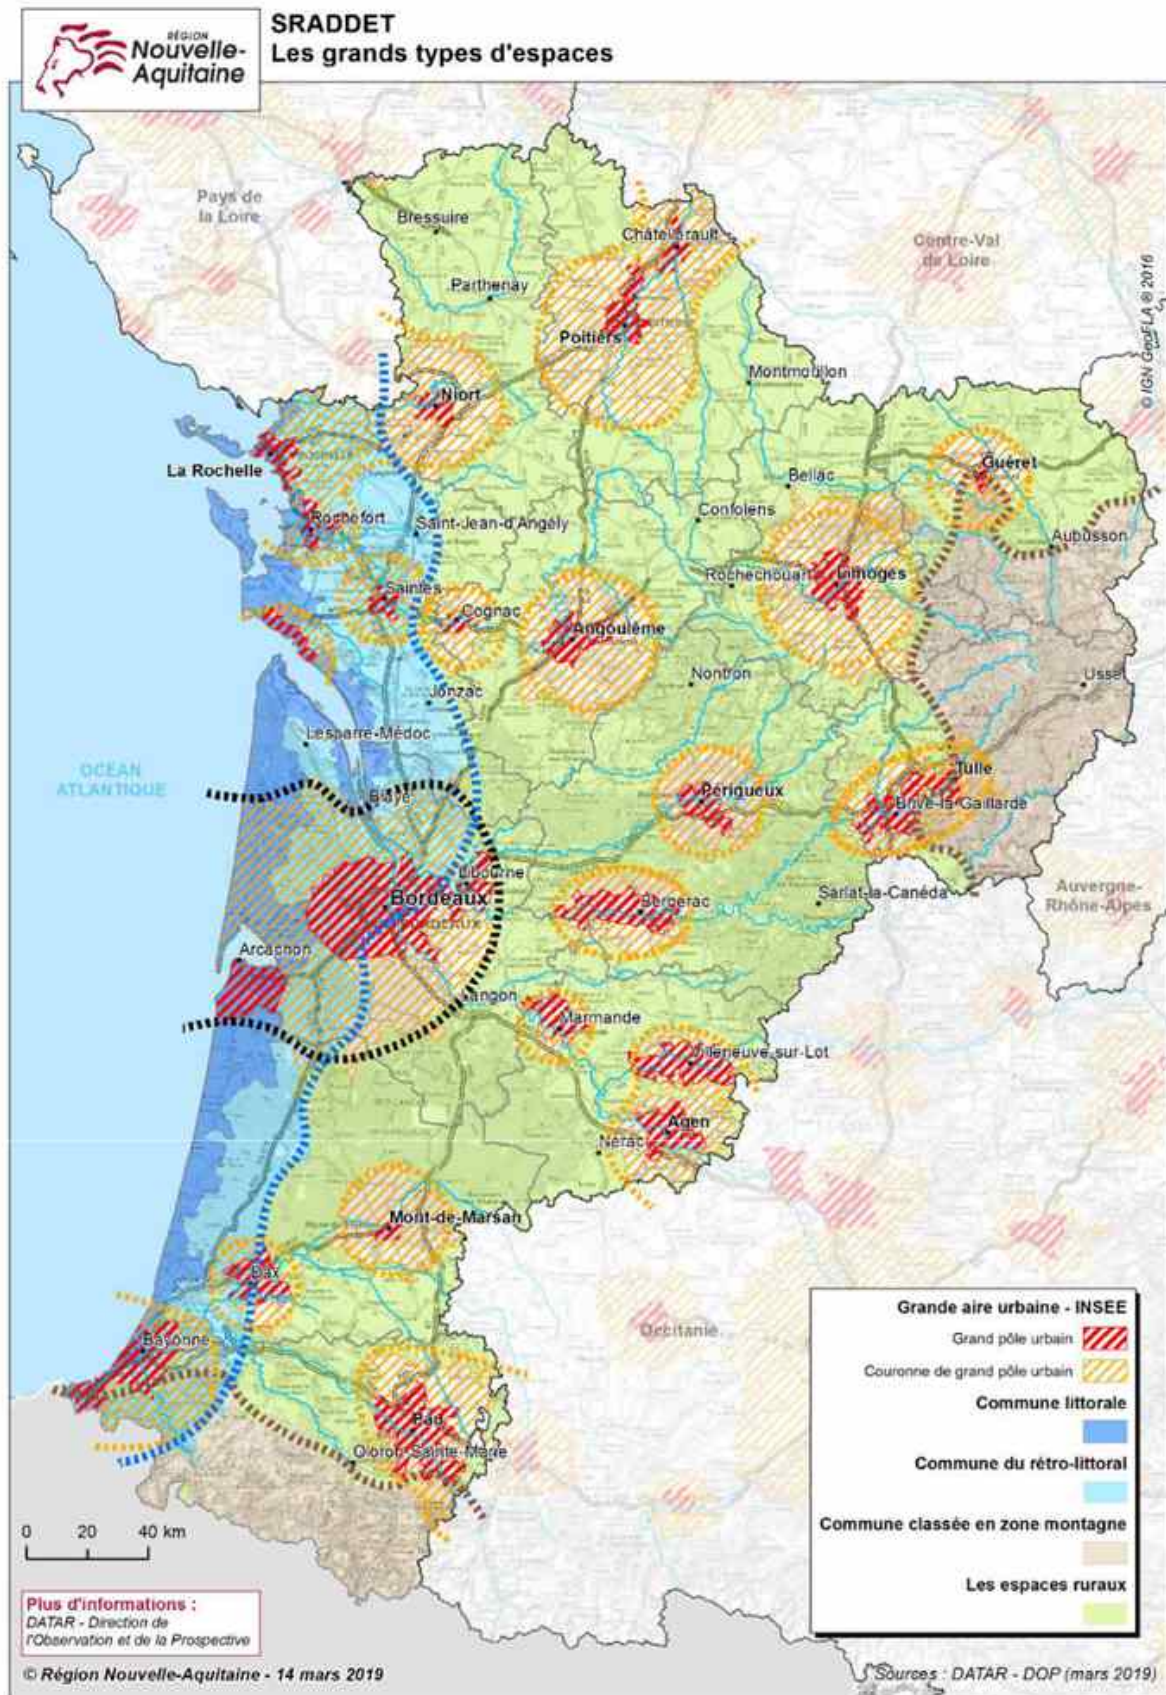 RÉGION
Nouvelle-
Aquitaine
SRADDET
Les grands types d'espaces
Pays de
la Loire
Bressuire
Châtellerault
Centre-Val
de Loire
© IGN GeoFLA ® 2016
Parthenay
Poitiers
Montmorillon
Niort
La Rochelle
Guéret
Bellac
Rochefort
Saint-Jean-d'Angély
Confolens
Aubusson
Saintes
Cognac
Rochechouart
Limoges
Angoulême
Nontron
Ussel
Jonzac
Lesparre-Médoc
OCEAN
ATLANTIQUE
Blaye
Périgueux
Tulle
Brive-la-Gaillarde
Libourne
Bordeaux
Bergerac
Sarlat-la-Canéda
Auvergne-
Rhône-Alpes
Arcachon
Langon
Marmande
Villeneuve-sur-Lot
Agen
Nérac
Mont-de-Marsan
Dax
Bayonne
Occitanie
Pau
Oloron-Sainte-Marie
Grande aire urbaine - INSEE
Grand pôle urbain
Couronne de grand pôle urbain
Commune littorale
Commune du rétro-littoral
Commune classée en zone montagne
Les espaces ruraux
0 20 40 km
Plus d'informations :
DATAR - Direction de
l'Observation et de la Prospective
© Région Nouvelle-Aquitaine - 14 mars 2019
Sources : DATAR - DOP (mars 2019)